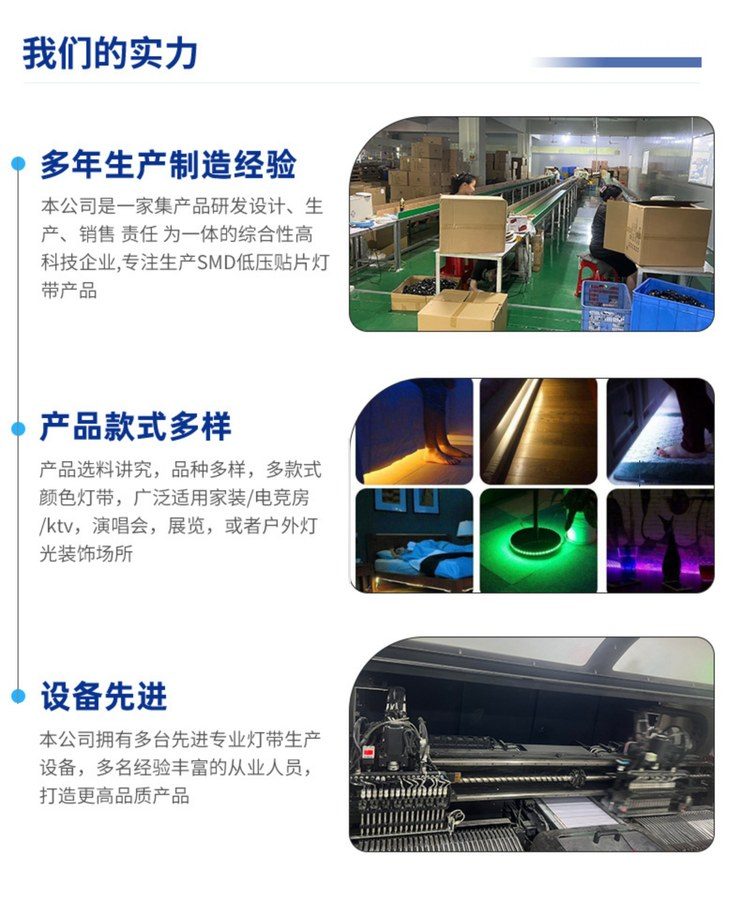 我们的实力
多年生产制造经验
本公司是一家集产品研发设计、生
产、销售 责任 为一体的综合性高
科技企业,专注生产SMD低压贴片灯
带产品
产品款式多样
产品选料讲究，品种多样，多款式
颜色灯带，广泛适用家装/电竞房
/ktv，演唱会，展览，或者户外灯
光装饰场所
设备先进
本公司拥有多台先进专业灯带生产
设备，多名经验丰富的从业人员，
打造更高品质产品